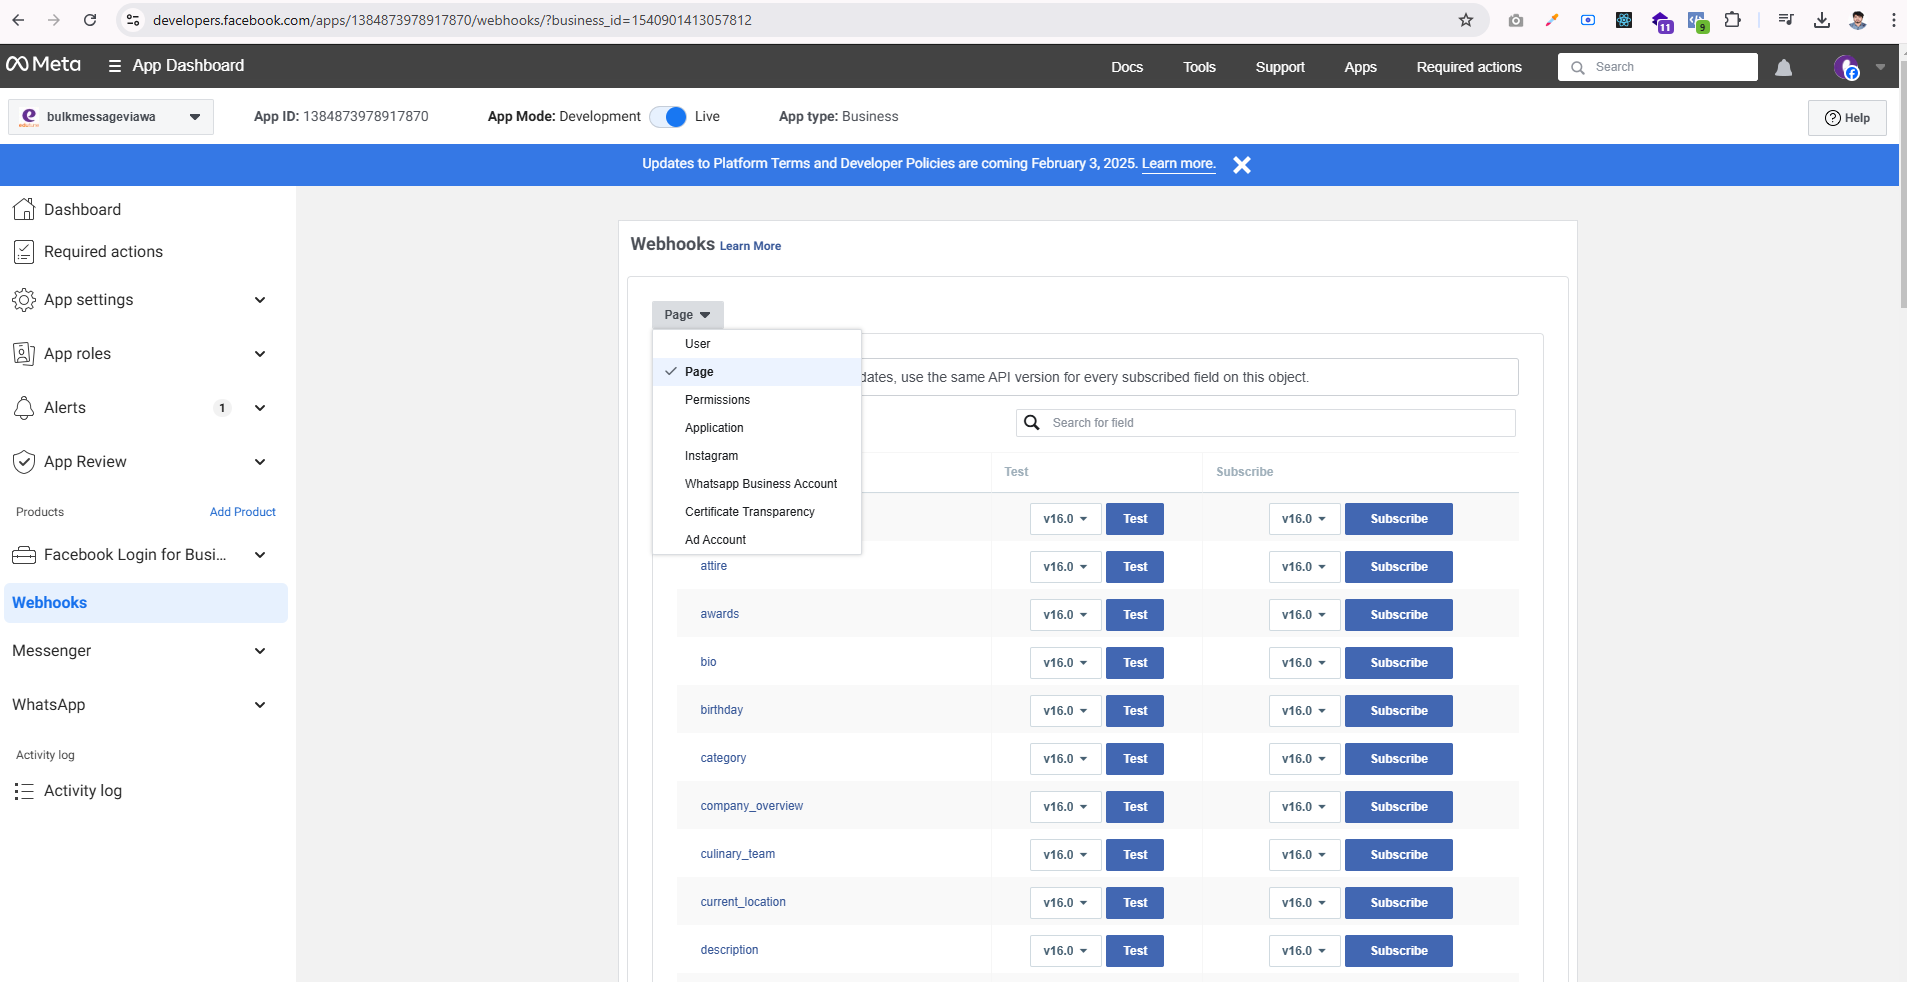 developers.facebook.com/apps/1384873978917870/webhooks/?business_id=1540901413057812
11
9
Meta
App Dashboard
Docs
Tools
Support
Apps
Required actions
Search
bulkmessageviawa
App ID: 1384873978917870
App Mode: Development
Live
App type: Business
Help
Updates to Platform Terms and Developer Policies are coming February 3, 2025. Learn more.
Dashboard
Required actions
App settings
App roles
Alerts
1
App Review
Products
Add Product
Facebook Login for Busi...
Webhooks
Messenger
WhatsApp
Activity log
Activity log
Webhooks Learn More
Page
User
Page
Permissions
Application
Instagram
Whatsapp Business Account
Certificate Transparency
Ad Account
dates, use the same API version for every subscribed field on this object.
Search for field
Test
Subscribe
v16.0 Test v16.0 Subscribe
attire v16.0 Test v16.0 Subscribe
awards v16.0 Test v16.0 Subscribe
bio v16.0 Test v16.0 Subscribe
birthday v16.0 Test v16.0 Subscribe
category v16.0 Test v16.0 Subscribe
company_overview v16.0 Test v16.0 Subscribe
culinary_team v16.0 Test v16.0 Subscribe
current_location v16.0 Test v16.0 Subscribe
description v16.0 Test v16.0 Subscribe